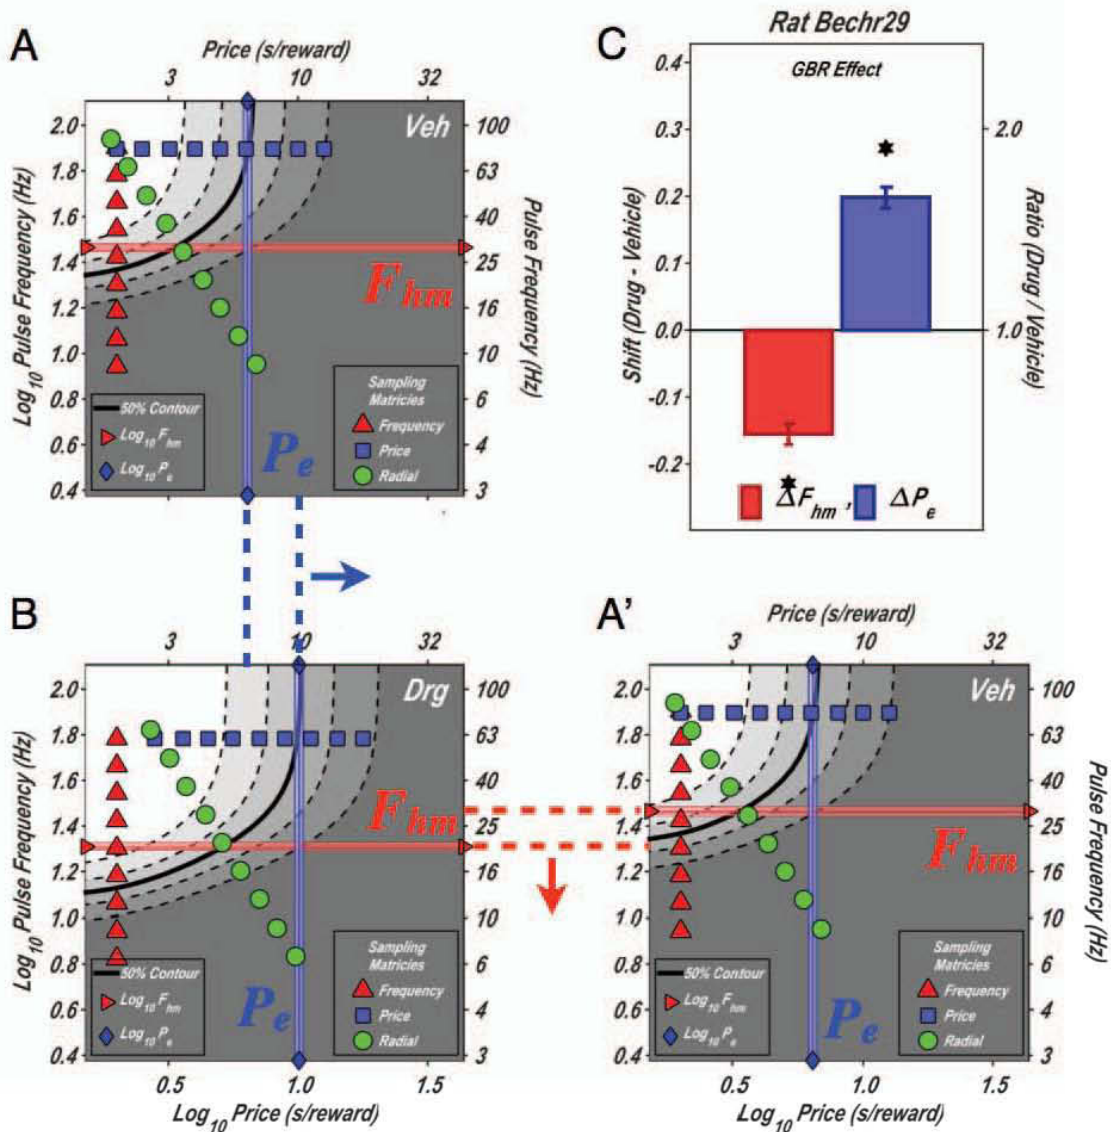 A
Price (s/reward)
3 10 32
Veh
Log10 Pulse Frequency (Hz)
2.0
1.8
1.6
1.4
1.2
1.0
0.8
0.6
0.4
100
63
40
25
16
10
6
4
3
Pulse Frequency (Hz)
Fhm
Pe
50% Contour
Log10 Fhm
Log10 Pe
Sampling
Matricies
Frequency
Price
Radial
C
Rat Bechr29
GBR Effect
Shift (Drug - Vehicle)
0.4
0.3
0.2
0.1
0.0
-0.1
-0.2
2.0
1.0
Ratio (Drug / Vehicle)
ΔFhm, ΔPe
B
3 10 32
Drg
Log10 Pulse Frequency (Hz)
2.0
1.8
1.6
1.4
1.2
1.0
0.8
0.6
0.4
100
63
40
25
16
10
6
4
3
Fhm
Pe
50% Contour
Log10 Fhm
Log10 Pe
Sampling
Matricies
Frequency
Price
Radial
0.5 1.0 1.5
Log10 Price (s/reward)
A'
Price (s/reward)
3 10 32
Veh
2.0
1.8
1.6
1.4
1.2
1.0
0.8
0.6
0.4
100
63
40
25
16
10
6
4
3
Pulse Frequency (Hz)
Fhm
Pe
50% Contour
Log10 Fhm
Log10 Pe
Sampling
Matricies
Frequency
Price
Radial
0.5 1.0 1.5
Log10 Price (s/reward)